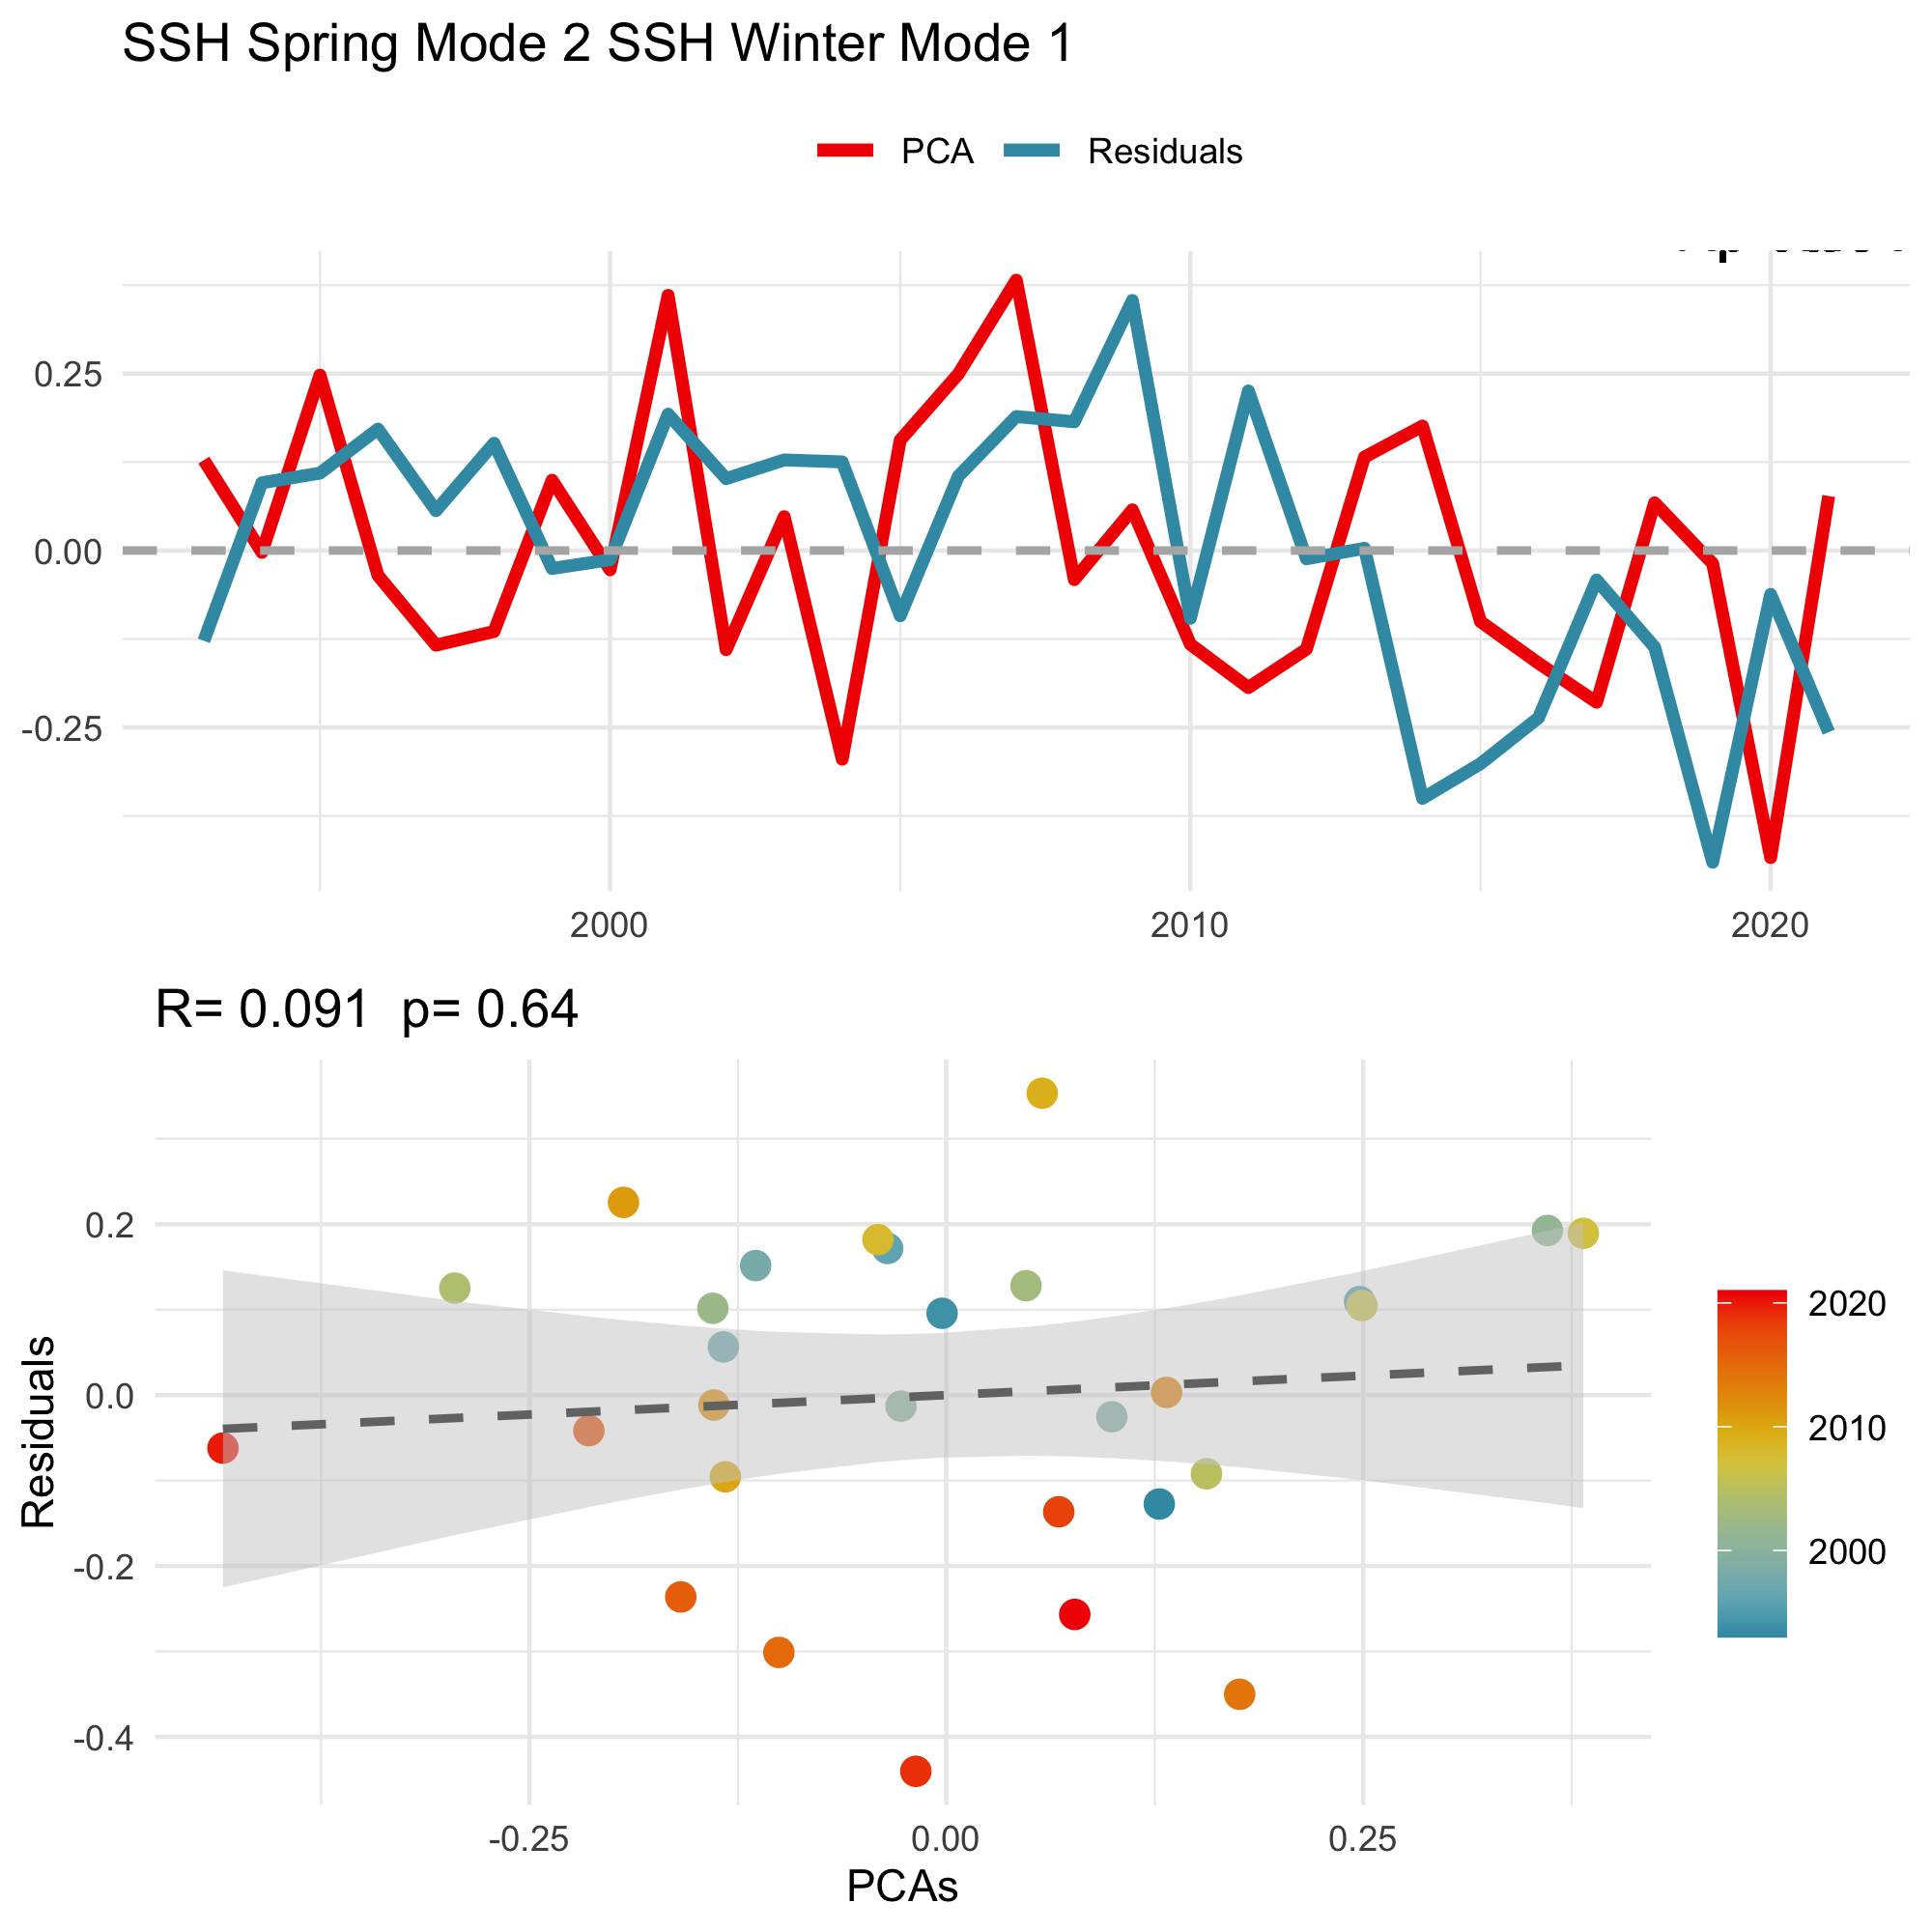 SSH Spring Mode 2 SSH Winter Mode 1
PCA Residuals
0.25
0.00
-0.25
2000 2010 2020
R= 0.091 p= 0.64
Residuals
0.2
0.0
-0.2
-0.4
-0.25 0.00 0.25
PCAs
2020
2010
2000